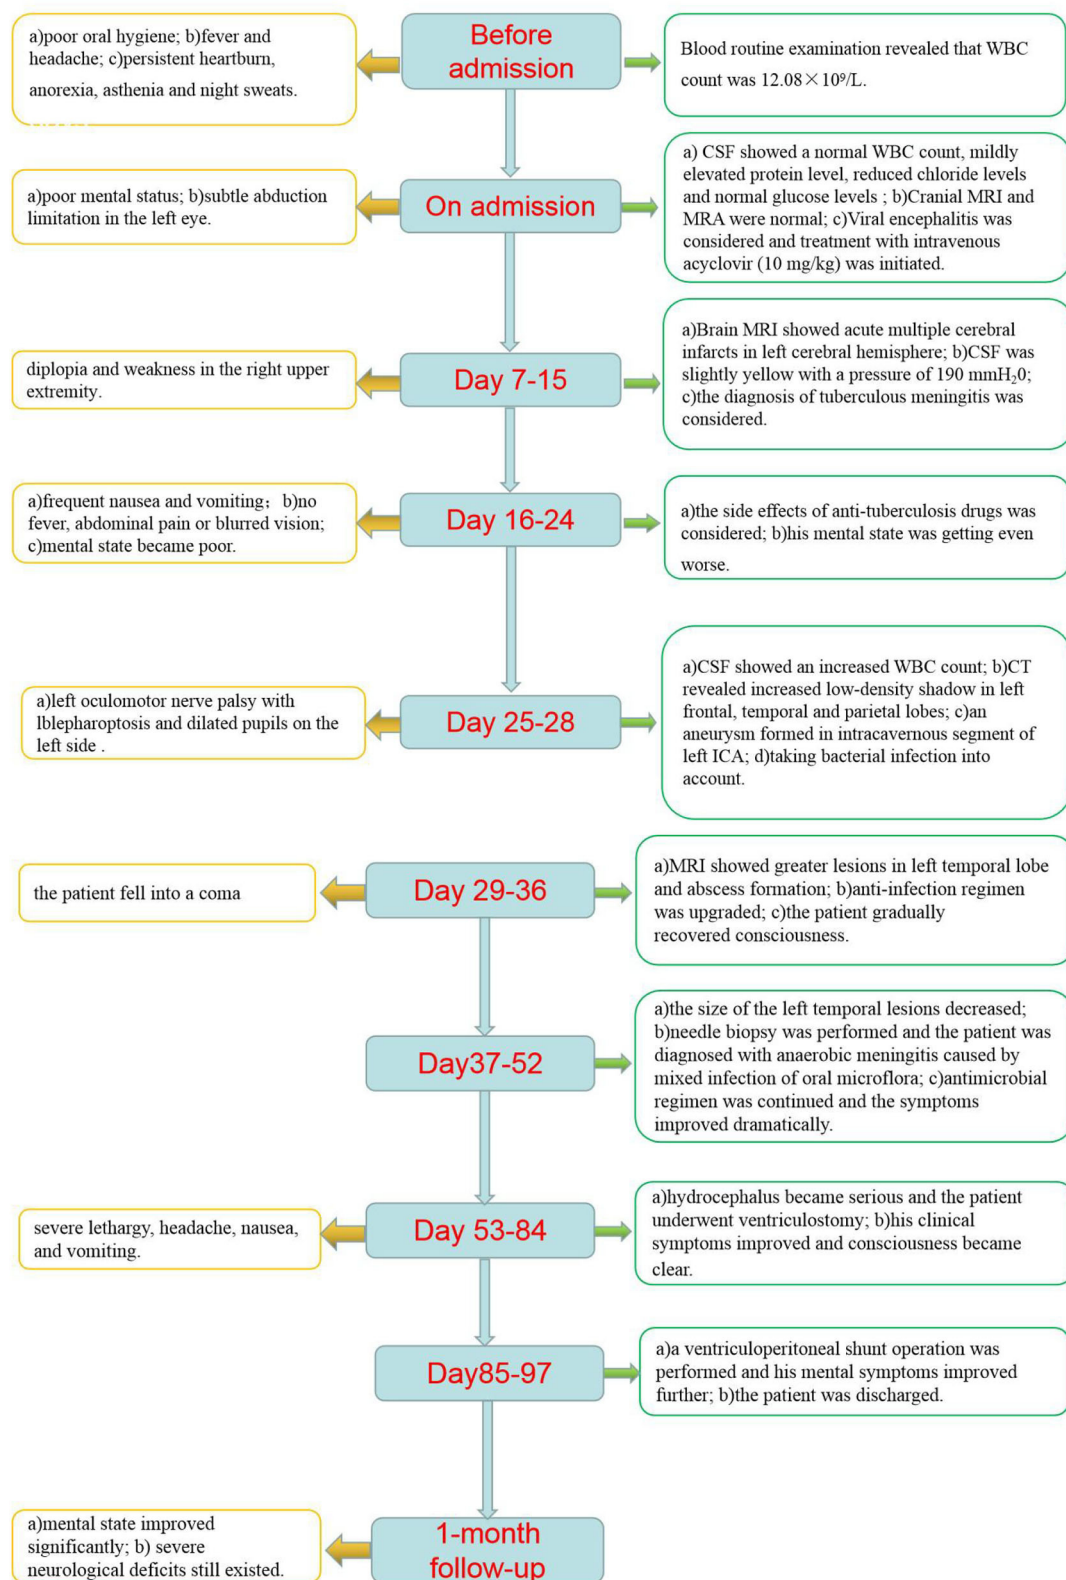 a)poor oral hygiene; b)fever and
headache; c)persistent heartburn,
anorexia, asthenia and night sweats.
Before
admission
Blood routine examination revealed that WBC
count was 12.08×10⁹/L.
a)poor mental status; b)subtle abduction
limitation in the left eye.
On admission
a) CSF showed a normal WBC count, mildly
elevated protein level, reduced chloride levels
and normal glucose levels ; b)Cranial MRI and
MRA were normal; c)Viral encephalitis was
considered and treatment with intravenous
acyclovir (10 mg/kg) was initiated.
diplopia and weakness in the right upper
extremity.
Day 7-15
a)Brain MRI showed acute multiple cerebral
infarcts in left cerebral hemisphere; b)CSF was
slightly yellow with a pressure of 190 mmH₂0;
c)the diagnosis of tuberculous meningitis was
considered.
a)frequent nausea and vomiting; b)no
fever, abdominal pain or blurred vision;
c)mental state became poor.
Day 16-24
a)the side effects of anti-tuberculosis drugs was
considered; b)his mental state was getting even
worse.
a)left oculomotor nerve palsy with
lblepharoptosis and dilated pupils on the
left side .
Day 25-28
a)CSF showed an increased WBC count; b)CT
revealed increased low-density shadow in left
frontal, temporal and parietal lobes; c)an
aneurysm formed in intracavernous segment of
left ICA; d)taking bacterial infection into
account.
the patient fell into a coma
Day 29-36
a)MRI showed greater lesions in left temporal lobe
and abscess formation; b)anti-infection regimen
was upgraded; c)the patient gradually
recovered consciousness.
Day37-52
a)the size of the left temporal lesions decreased;
b)needle biopsy was performed and the patient was
diagnosed with anaerobic meningitis caused by
mixed infection of oral microflora; c)antimicrobial
regimen was continued and the symptoms
improved dramatically.
severe lethargy, headache, nausea,
and vomiting.
Day 53-84
a)hydrocephalus became serious and the patient
underwent ventriculostomy; b)his clinical
symptoms improved and consciousness became
clear.
Day85-97
a)a ventriculoperitoneal shunt operation was
performed and his mental symptoms improved
further; b)the patient was discharged.
a)mental state improved
significantly; b) severe
neurological deficits still existed.
1-month
follow-up